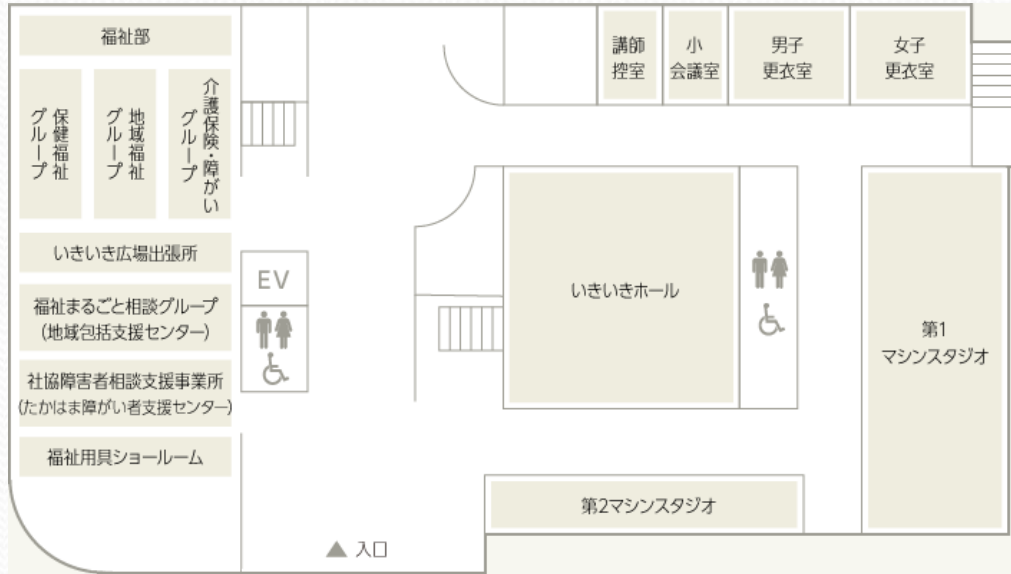 福祉部
保健福祉
グループ
地域福祉
グループ
介護保険・障がい
グループ
いきいき広場出張所
福祉まるごと相談グループ
(地域包括支援センター)
社協障害者相談支援事業所
(たかはま障がい者支援センター)
福祉用具ショールーム
EV
講師
控室
小
会議室
男子
更衣室
女子
更衣室
いきいきホール
第1
マシンスタジオ
第2マシンスタジオ
▲ 入口